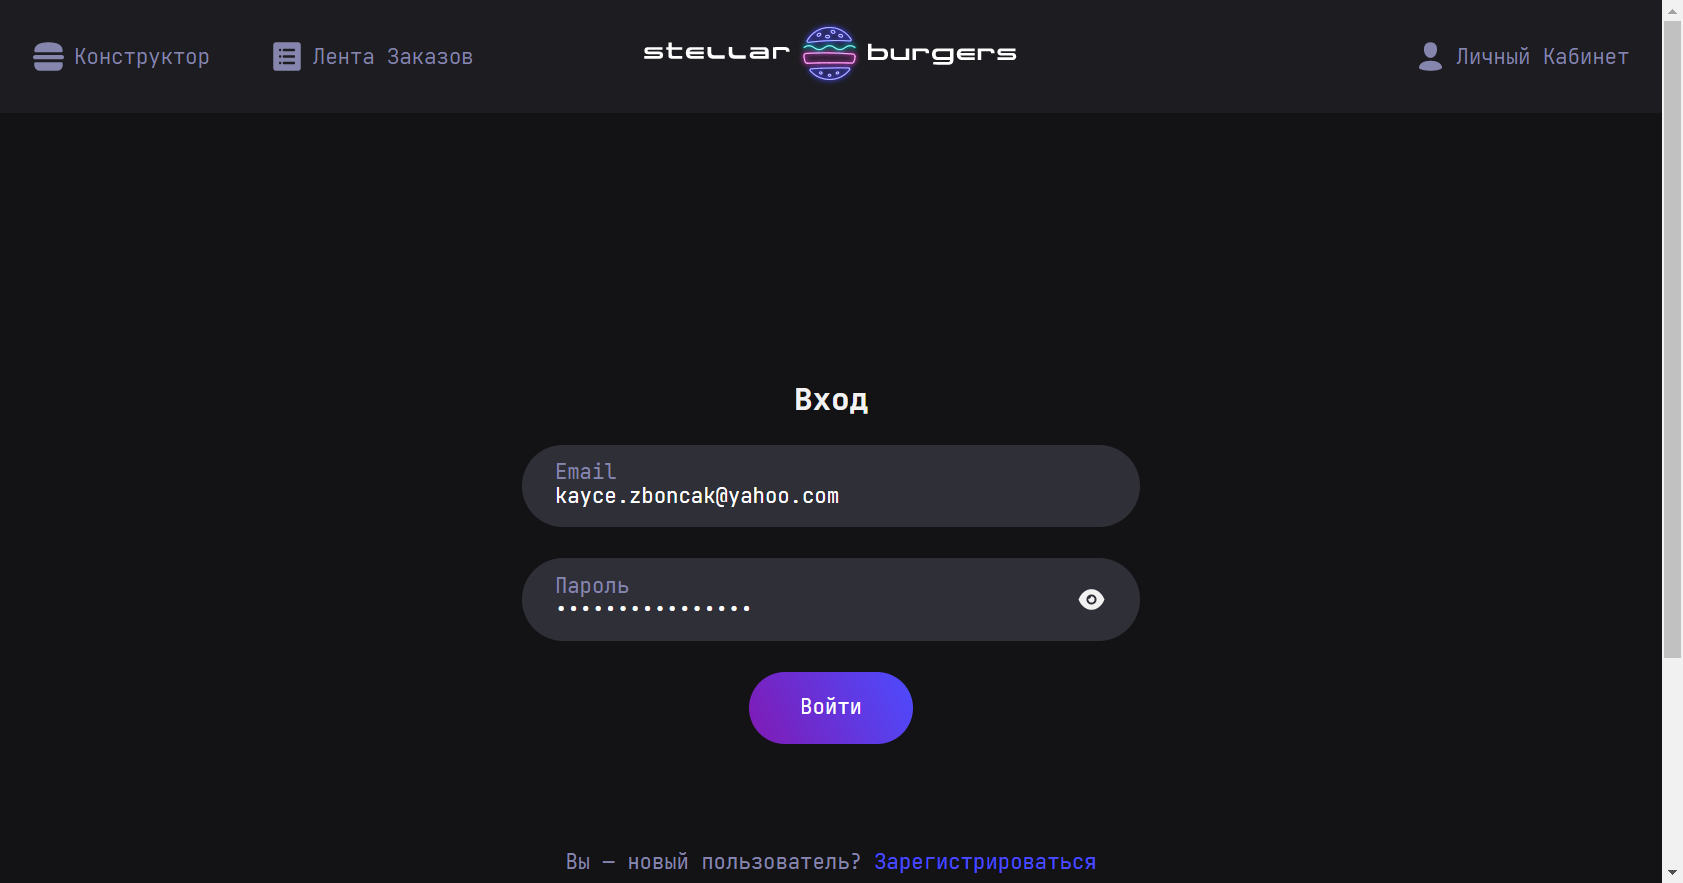 Конструктор
Лента Заказов
stellar burgers
Личный Кабинет
Вход
Email
kayce.zboncak@yahoo.com
Пароль
••••••••••••••••
Войти
Вы — новый пользователь? Зарегистрироваться